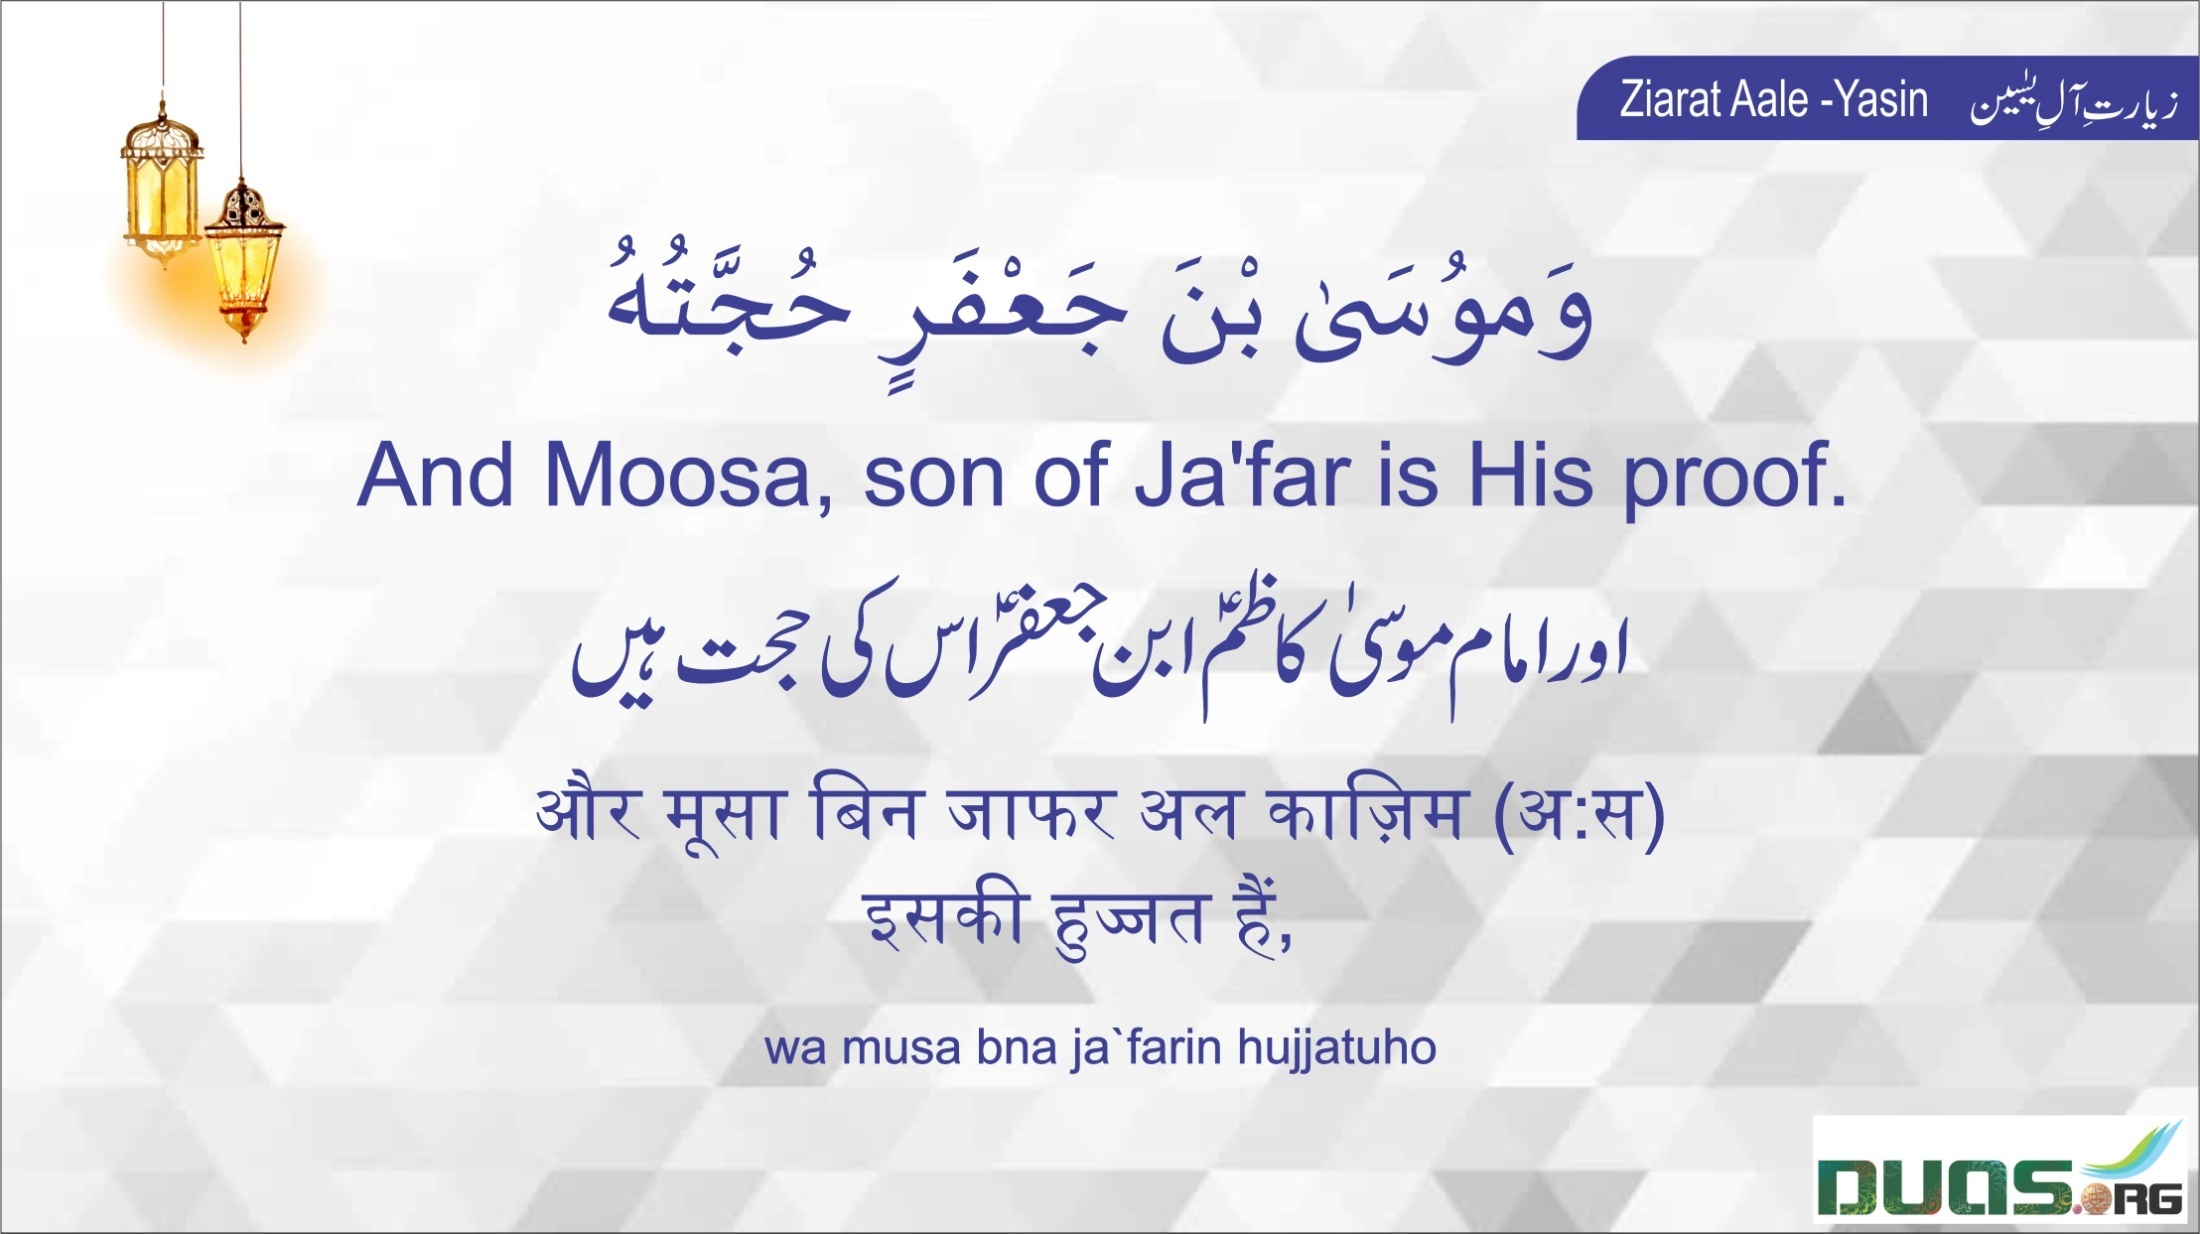 Ziarat Aale -Yasin زیارتِ آلِ یٰسین
وَموُسَىٰ بْنَ جَعْفَرٍ حُجَّتُهُ
And Moosa, son of Ja'far is His proof.
اور امام موسیٰ کاظمؑ ابن جعفرؑ اس کی حجت ہیں
और मूसा बिन जाफर अल काज़िम (अ:स)
इसकी हुज्जत हैं,
wa musa bna ja`farin hujjatuho
DUAS.ORG